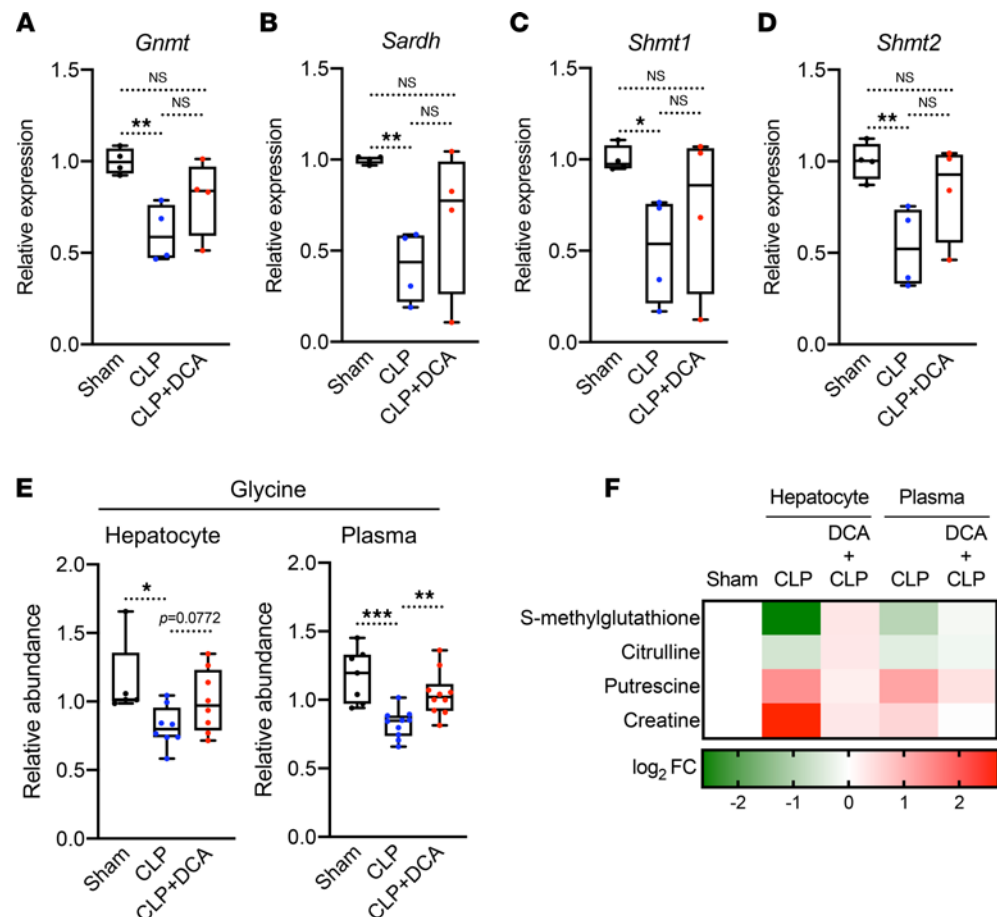 A
Gnmt
Relative expression
1.5
1.0
0.5
0.0
NS
NS
**
Sham
CLP
CLP+DCA
B
Sardh
Relative expression
1.5
1.0
0.5
0.0
NS
NS
**
Sham
CLP
CLP+DCA
C
Shmt1
Relative expression
1.5
1.0
0.5
0.0
NS
NS
*
Sham
CLP
CLP+DCA
D
Shmt2
Relative expression
1.5
1.0
0.5
0.0
NS
NS
**
Sham
CLP
CLP+DCA
E
Glycine
Hepatocyte
Relative abundance
2.0
1.5
1.0
0.5
0.0
*
p=0.0772
Sham
CLP
CLP+DCA
Plasma
Relative abundance
2.0
1.5
1.0
0.5
0.0
***
**
Sham
CLP
CLP+DCA
F
Hepatocyte Plasma
DCA DCA
+ +
Sham CLP CLP CLP CLP
S-methylglutathione
Citrulline
Putrescine
Creatine
log2 FC
-2 -1 0 1 2